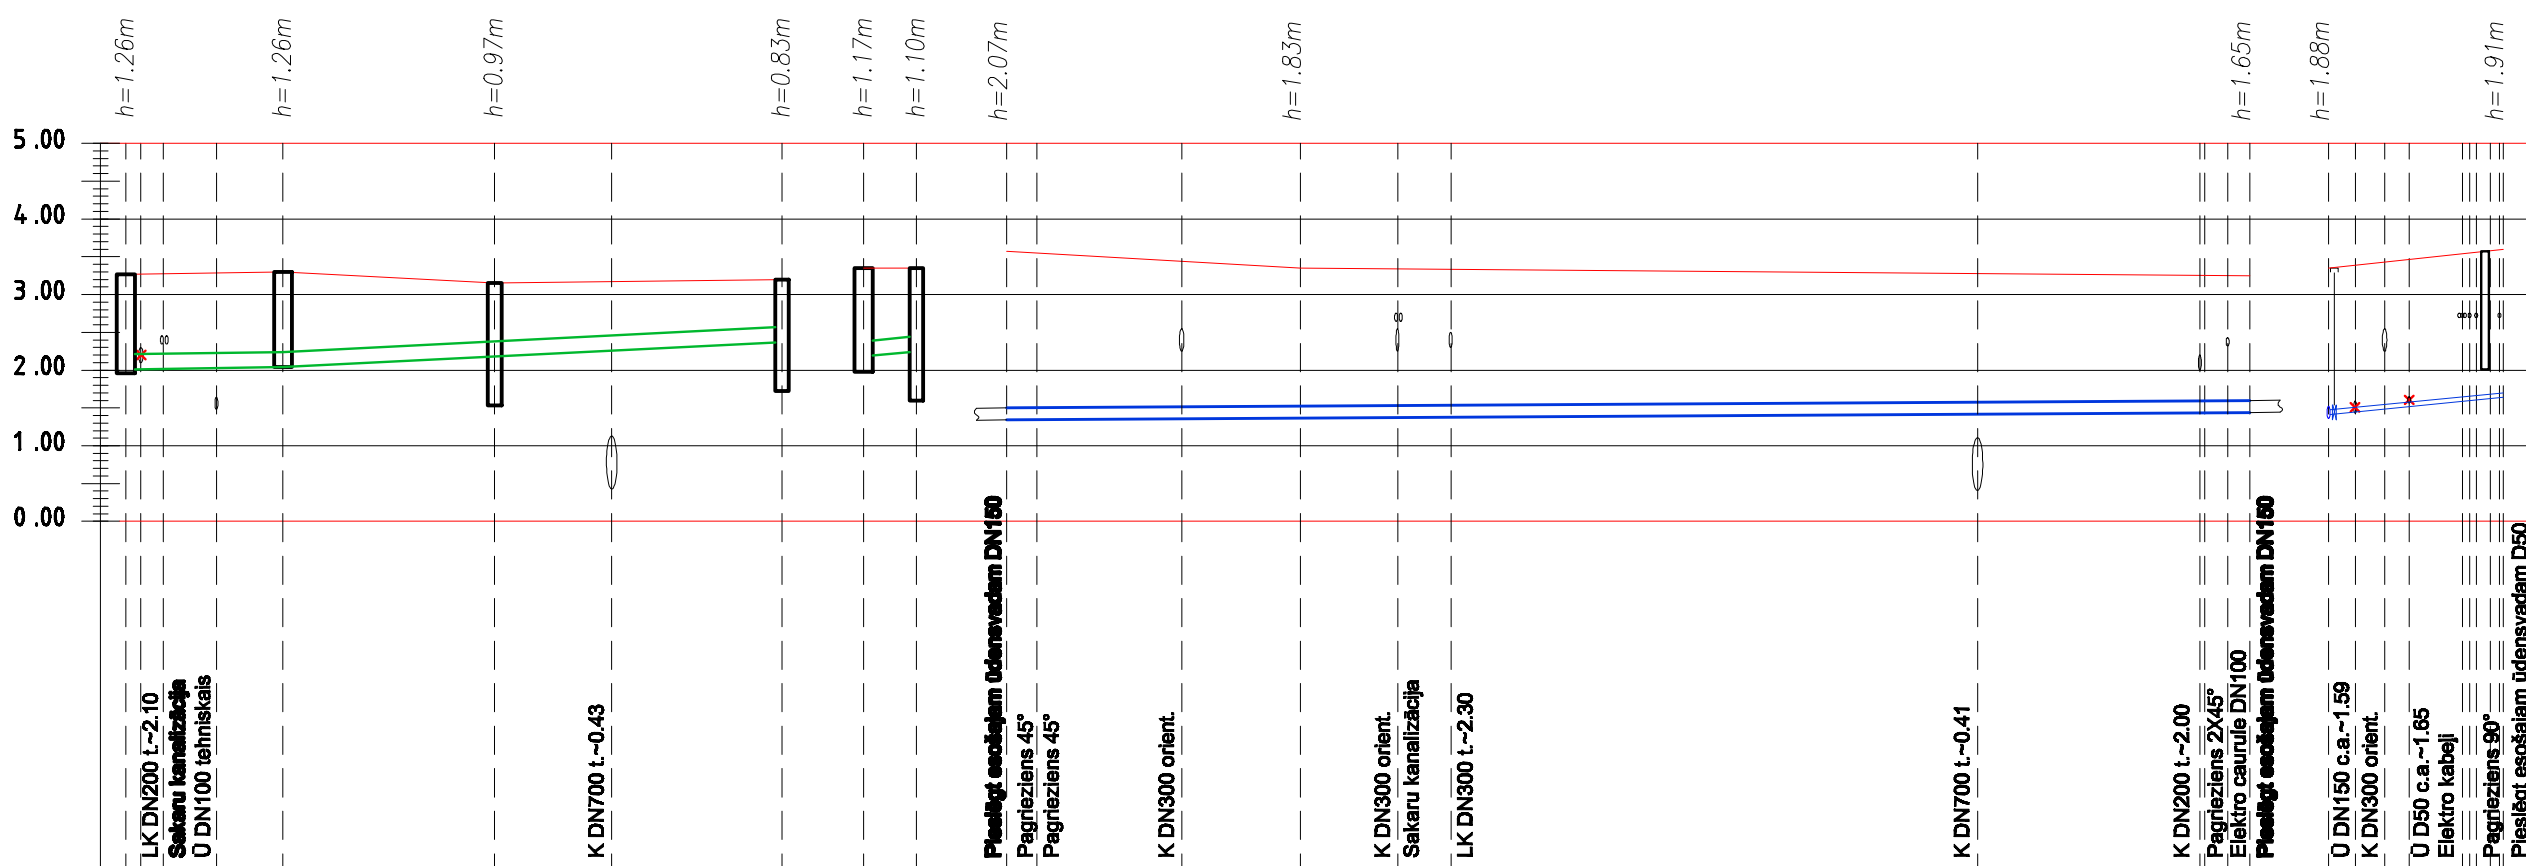 h=1.26m
h=1.26m
h=0.97m
h=0.83m
h=1.17m
h=1.10m
h=2.07m
h=1.83m
h=1.65m
h=1.88m
h=1.91m
5.00
4.00
3.00
2.00
1.00
0.00
LK DN200 t.~2.10
Sakaru kanalizācija
Ū DN100 tehniskais
K DN700 t.~0.43
Pieslēgt esošajam ūdensvadam DN150
Pagrieziens 45°
Pagrieziens 45°
K DN300 orient.
K DN300 orient.
Sakaru kanalizācija
LK DN300 t.~2.30
K DN700 t.~0.41
K DN200 t.~2.00
Pagrieziens 2X45°
Elektro caurule DN100
Pieslēgt esošajam ūdensvadam DN150
Ū DN150 c.a.~1.59
K DN300 orient.
Ū D50 c.a.~1.65
Elektro kabeļi
Pagrieziens 90°
Pieslēgt esošajam ūdensvadam D50